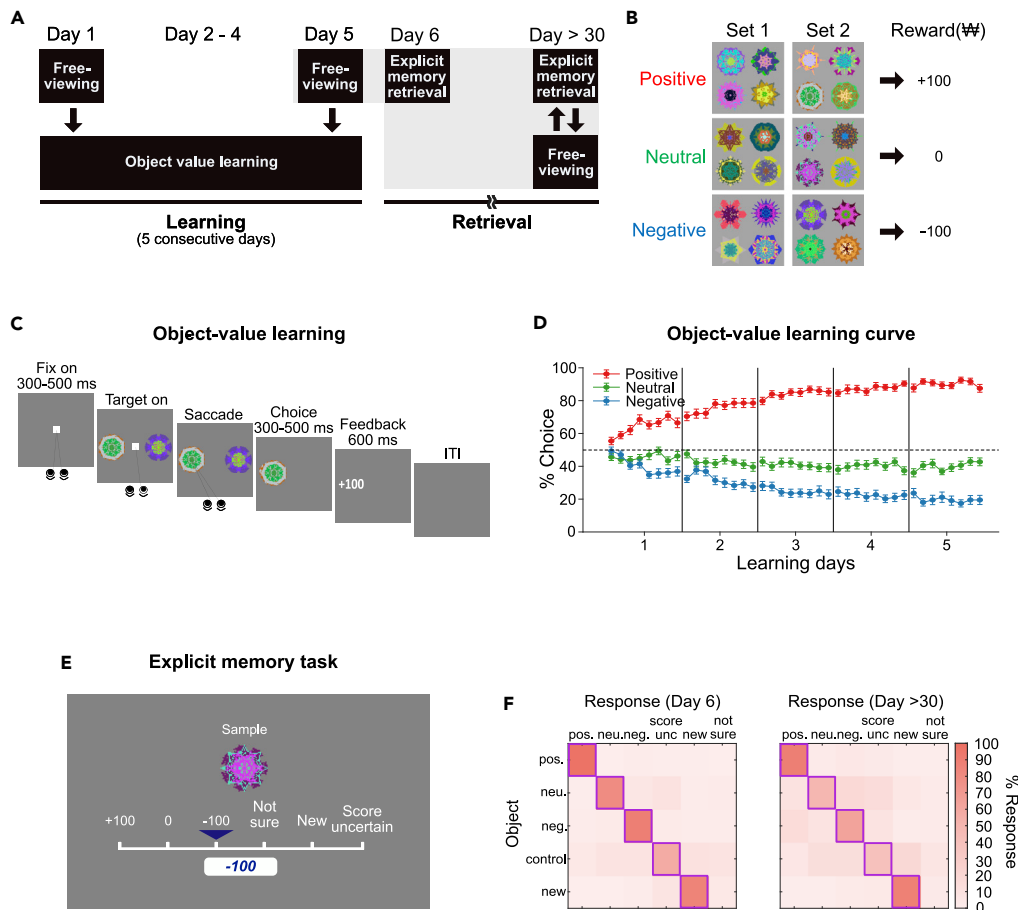 A
Day 1
Day 2 - 4
Day 5
Day 6
Day > 30
Free-
viewing
Free-
viewing
Explicit
memory
retrieval
Explicit
memory
retrieval
Object value learning
Free-
viewing
Learning
(5 consecutive days)
Retrieval
B
Set 1
Set 2
Reward(₩)
Positive
+100
Neutral
0
Negative
−100
C
Object-value learning
Fix on
300-500 ms
Target on
Saccade
Choice
300-500 ms
Feedback
600 ms
+100
ITI
D
Object-value learning curve
% Choice
100
80
60
40
20
0
Positive
Neutral
Negative
1
2
3
4
5
Learning days
E
Explicit memory task
Sample
+100
0
-100
Not
sure
New
Score
uncertain
-100
F
Response (Day 6)
pos.
neu.
neg.
score
unc
new
not
sure
Response (Day >30)
pos.
neu.
neg.
score
unc
new
not
sure
Object
pos.
neu.
neg.
control
new
100
90
80
70
60
50
40
30
20
10
0
% Response